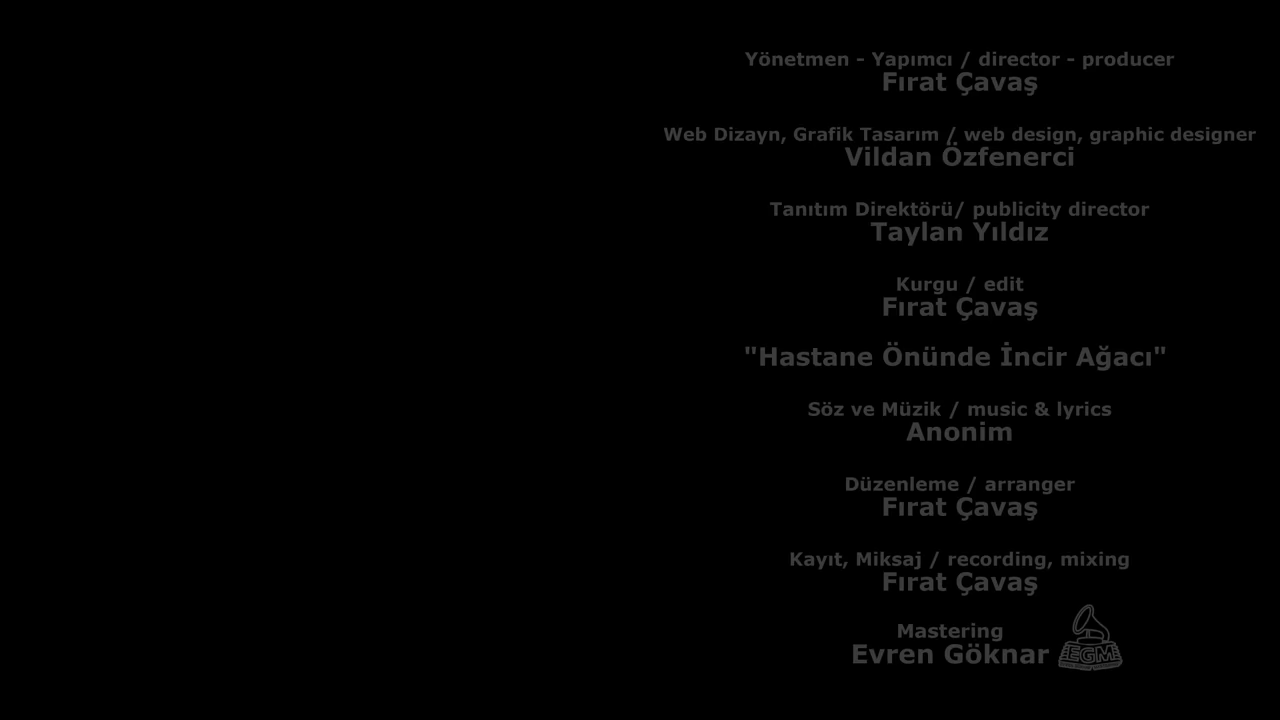 Yönetmen - Yapımcı / director - producer
Fırat Çavaş
Web Dizayn, Grafik Tasarım / web design, graphic designer
Vildan Özfenerci
Tanıtım Direktörü/ publicity director
Taylan Yıldız
Kurgu / edit
Fırat Çavaş
"Hastane Önünde İncir Ağacı"
Söz ve Müzik / music & lyrics
Anonim
Düzenleme / arranger
Fırat Çavaş
Kayıt, Miksaj / recording, mixing
Fırat Çavaş
Mastering
Evren Göknar
EGM